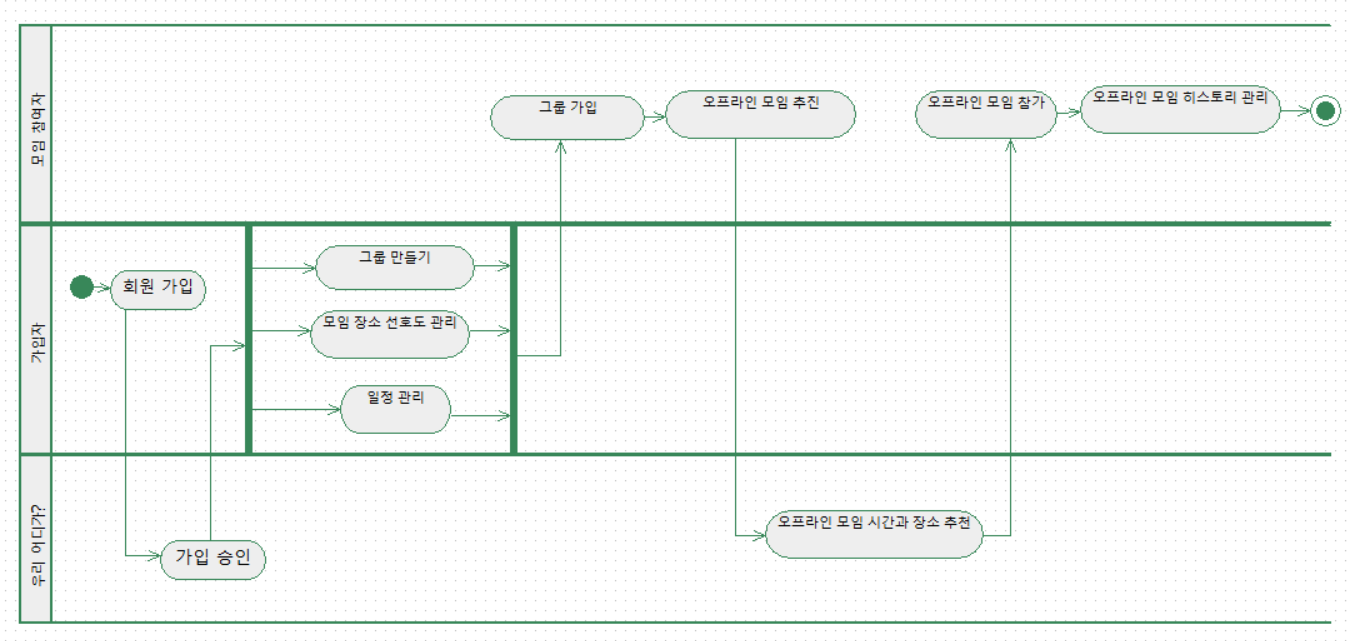 모임 참여자
그룹 가입
오프라인 모임 추진
오프라인 모임 참가
오프라인 모임 히스토리 관리
가입자
회원 가입
그룹 만들기
모임 장소 선호도 관리
일정 관리
우리 어디가?
가입 승인
오프라인 모임 시간과 장소 추천